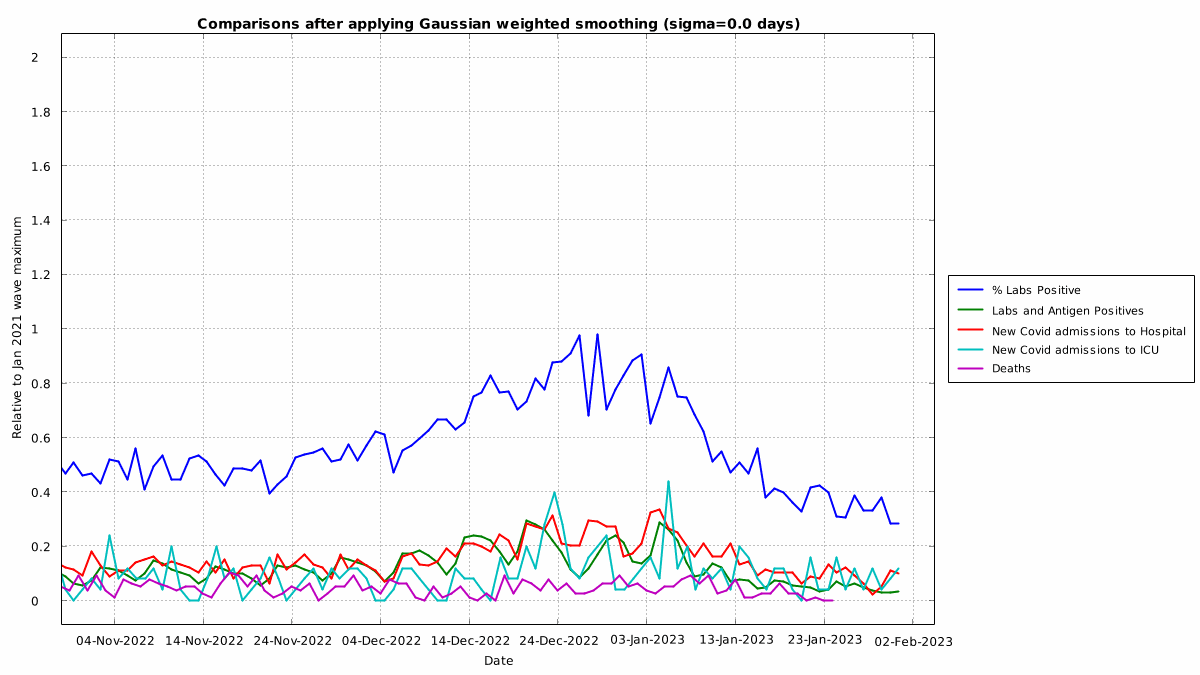 Comparisons after applying Gaussian weighted smoothing (sigma=0.0 days)
Relative to Jan 2021 wave maximum
2
1.8
1.6
1.4
1.2
1
0.8
0.6
0.4
0.2
0
04-Nov-2022 14-Nov-2022 24-Nov-2022 04-Dec-2022 14-Dec-2022 24-Dec-2022 03-Jan-2023 13-Jan-2023 23-Jan-2023 02-Feb-2023
Date
% Labs Positive
Labs and Antigen Positives
New Covid admissions to Hospital
New Covid admissions to ICU
Deaths